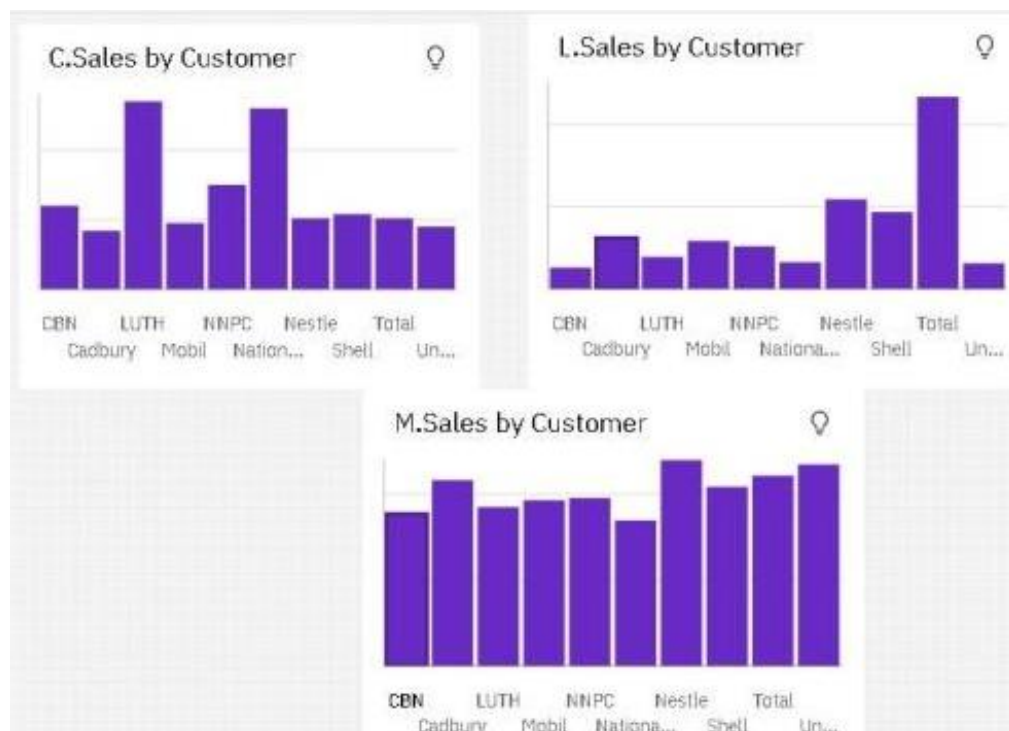 C.Sales by Customer
CBN LUTH NNPC Nestle Total
Cadbury Mobil Nation... Shell Un...
L.Sales by Customer
CBN LUTH NNPC Nestle Total
Cadbury Mobil Nationa... Shell Un...
M.Sales by Customer
CBN LUTH NNPC Nestle Total
Cadbury Mobil Nationa... Shell Un...